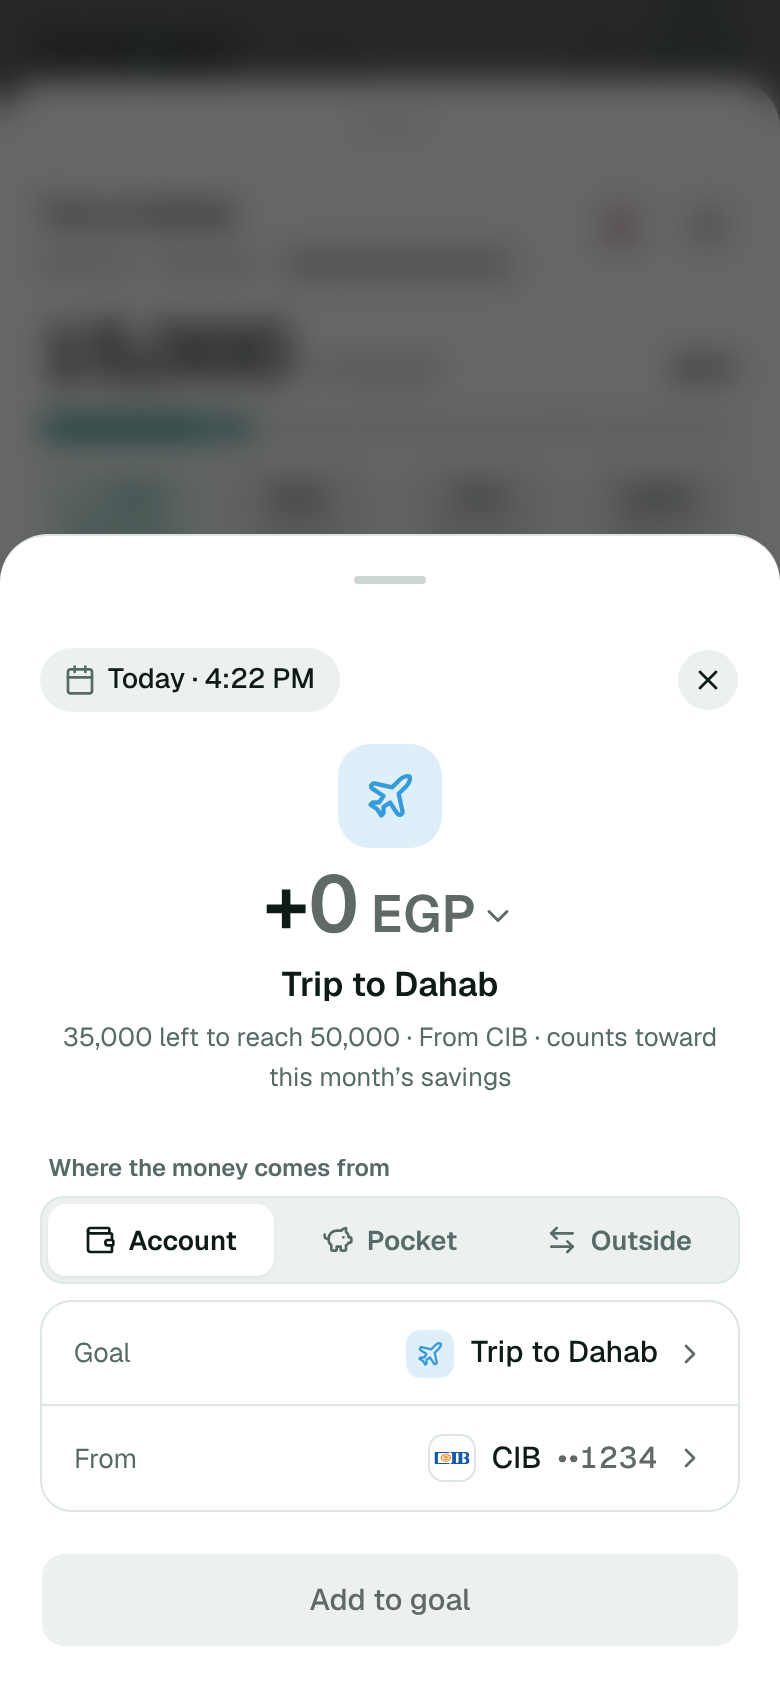 Today · 4:22 PM
+0 EGP
Trip to Dahab
35,000 left to reach 50,000 · From CIB · counts toward
this month’s savings
Where the money comes from
Account
Pocket
Outside
Goal
Trip to Dahab
From
CIB
CIB ••1234
Add to goal